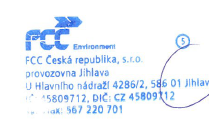 FCC Environment
5
FCC Česká republika, s.r.o.
provozovna Jihlava
U Hlavního nádraží 4286/2, 586 01 Jihlav
45809712, DIČ: CZ 45809712
567 220 701